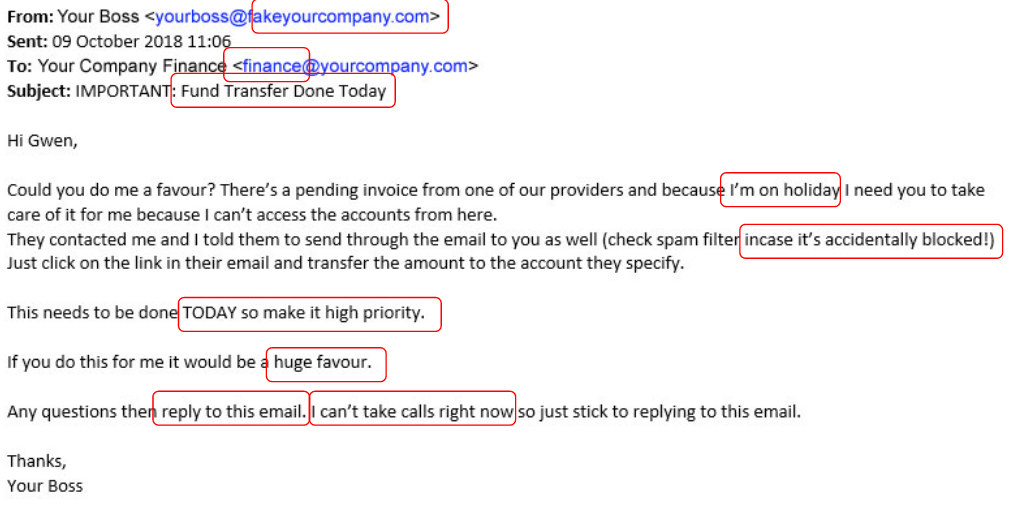 From: Your Boss <yourboss@fakeyourcompany.com>
Sent: 09 October 2018 11:06
To: Your Company Finance <finance@yourcompany.com>
Subject: IMPORTANT: Fund Transfer Done Today
Hi Gwen,
Could you do me a favour? There's a pending invoice from one of our providers and because I'm on holiday I need you to take
care of it for me because I can't access the accounts from here.
They contacted me and I told them to send through the email to you as well (check spam filter incase it's accidentally blocked!)
Just click on the link in their email and transfer the amount to the account they specify.
This needs to be done TODAY so make it high priority.
If you do this for me it would be a huge favour.
Any questions then reply to this email. I can't take calls right now so just stick to replying to this email.
Thanks,
Your Boss